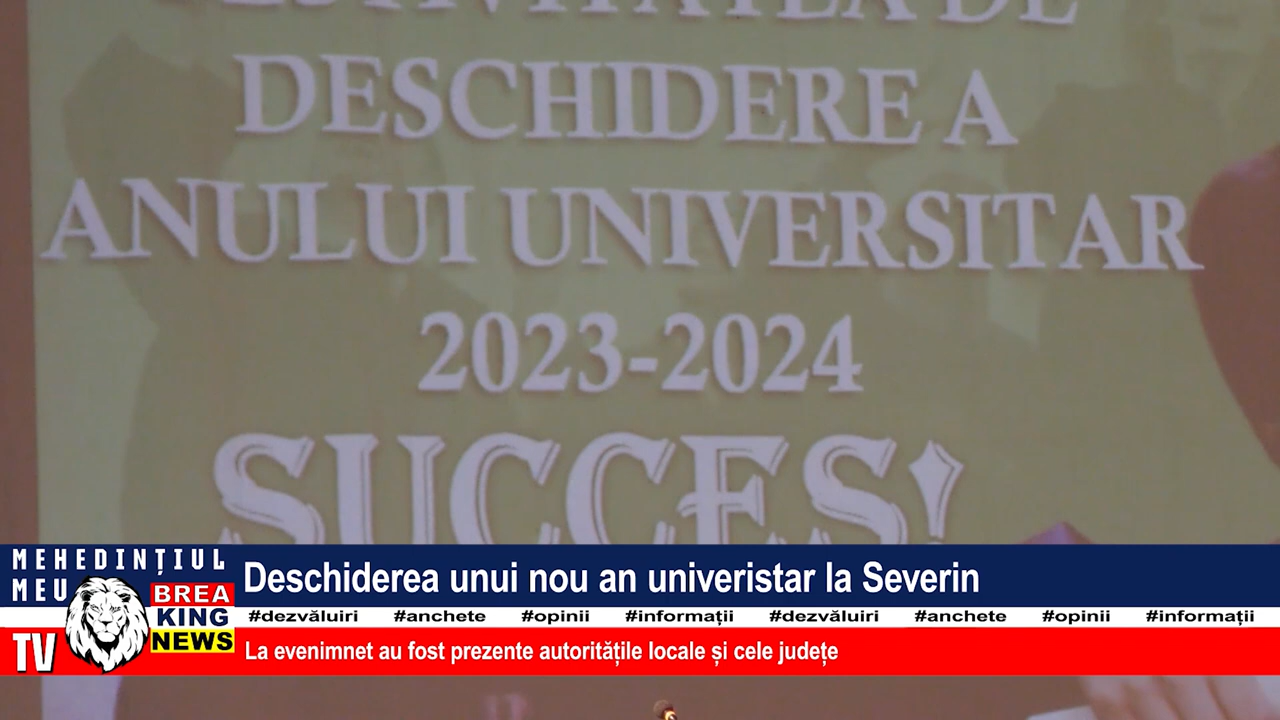 DESCHIDERE A
ANULUI UNIVERSITAR
2023-2024
SUCCES!
MEHEDINȚIUL
MEU
TV
BREA
KING
NEWS
Deschiderea unui nou an univeristar la Severin
#dezvăluiri #anchete #opinii #informații #dezvăluiri #anchete #opinii #informații
La evenimnet au fost prezente autoritățile locale și cele județe